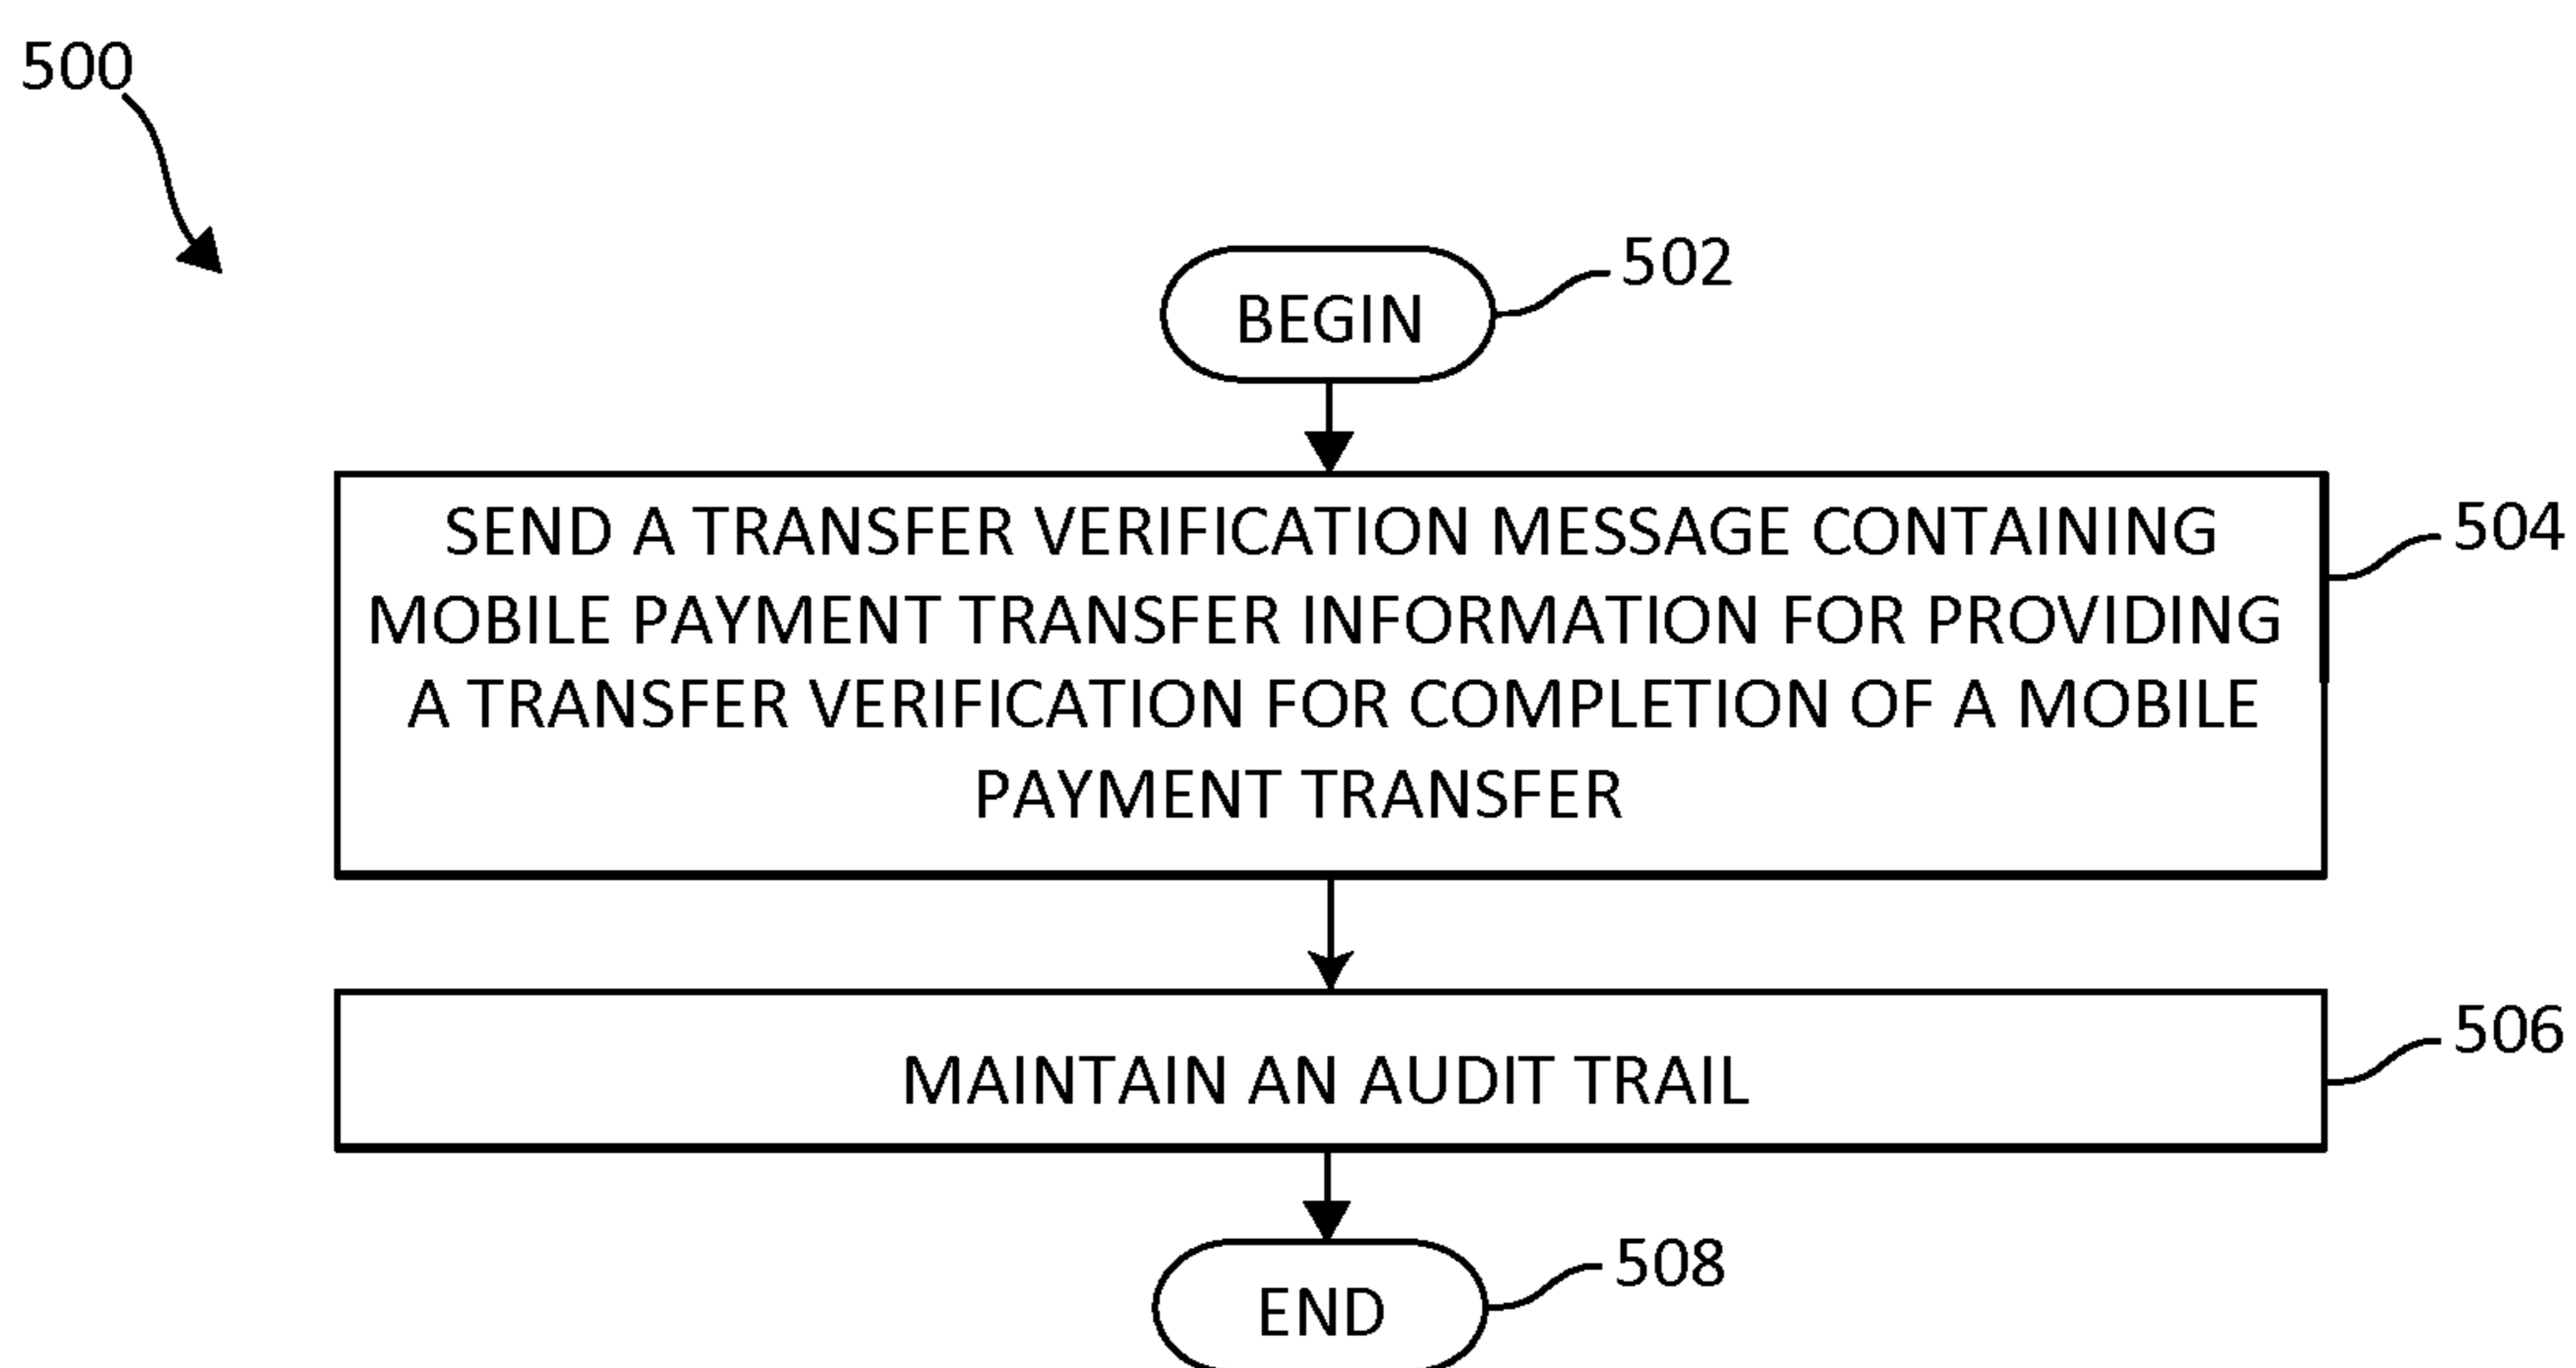 500
BEGIN
502
SEND A TRANSFER VERIFICATION MESSAGE CONTAINING
MOBILE PAYMENT TRANSFER INFORMATION FOR PROVIDING
A TRANSFER VERIFICATION FOR COMPLETION OF A MOBILE
PAYMENT TRANSFER
504
MAINTAIN AN AUDIT TRAIL
506
END
508